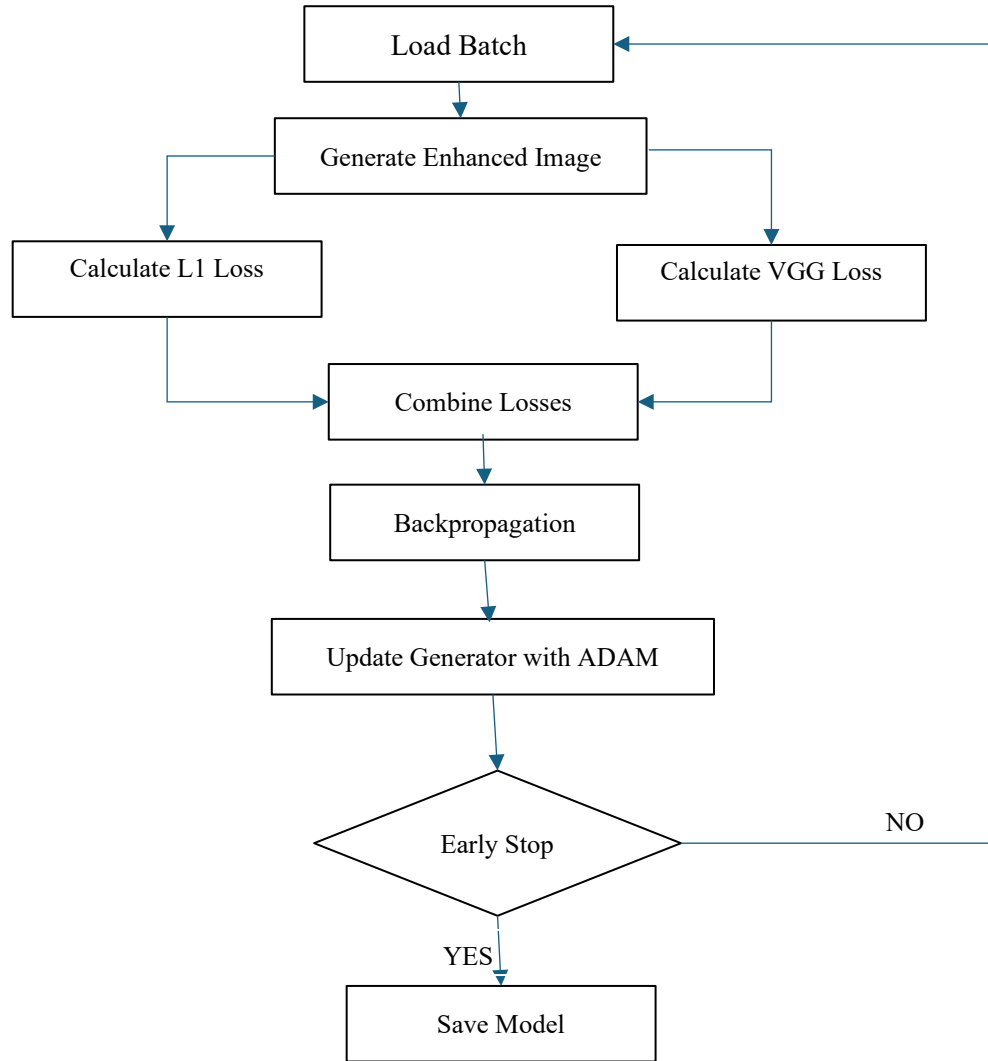 Load Batch
Generate Enhanced Image
Calculate L1 Loss
Calculate VGG Loss
Combine Losses
Backpropagation
Update Generator with ADAM
Early Stop
NO
YES
Save Model